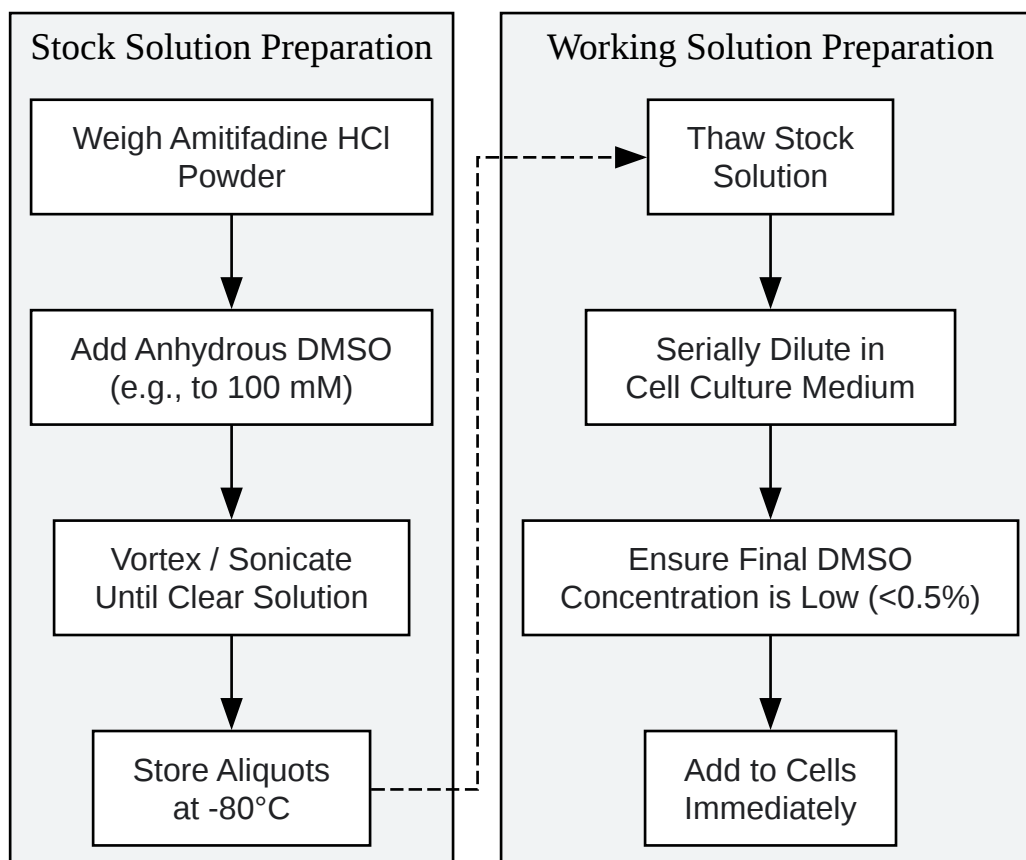 Stock Solution Preparation
Weigh Amitifadine HCl
Powder
Add Anhydrous DMSO
(e.g., to 100 mM)
Vortex / Sonicate
Until Clear Solution
Store Aliquots
at -80°C
Working Solution Preparation
Thaw Stock
Solution
Serially Dilute in
Cell Culture Medium
Ensure Final DMSO
Concentration is Low (<0.5%)
Add to Cells
Immediately